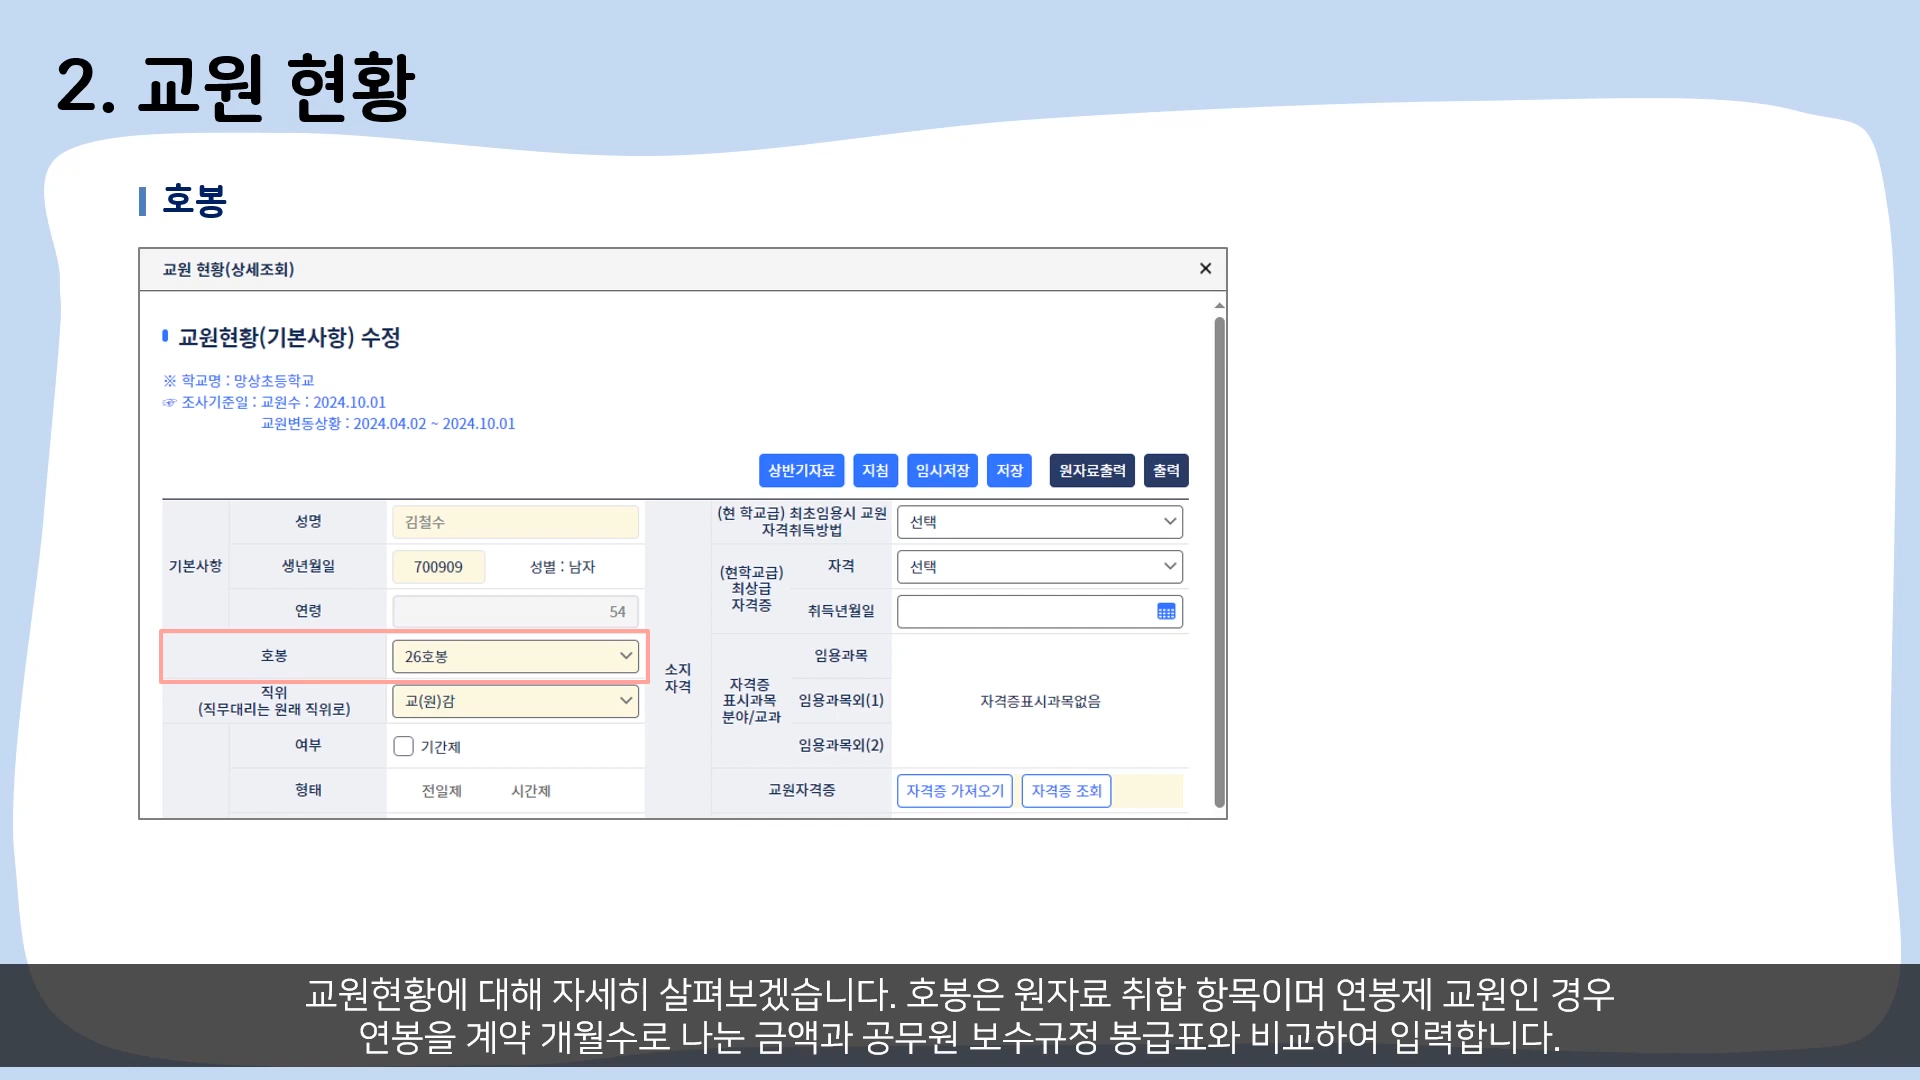 2. 교원 현황
호봉
교원 현황(상세조회)
교원현황(기본사항) 수정
※ 학교명 : 망상초등학교
☞ 조사기준일 : 교원수 : 2024.10.01
교원변동상황 : 2024.04.02 ~ 2024.10.01
상반기자료 지침 임시저장 저장 원자료출력 출력
기본사항
성명 김철수
생년월일 700909 성별 : 남자
연령 54
호봉 26호봉
직위
(직무대리는 원래 직위로) 교(원)감
여부 기간제
형태 전일제 시간제
소지
자격
(현 학교급) 최초임용시 교원
자격취득방법 선택
(현학교급)
최상급
자격증
자격 선택
취득년월일
자격증
표시과목
분야/교과
임용과목
임용과목외(1)
임용과목외(2)
자격증표시과목없음
교원자격증 자격증 가져오기 자격증 조회
교원현황에 대해 자세히 살펴보겠습니다. 호봉은 원자료 취합 항목이며 연봉제 교원인 경우
연봉을 계약 개월수로 나눈 금액과 공무원 보수규정 봉급표와 비교하여 입력합니다.